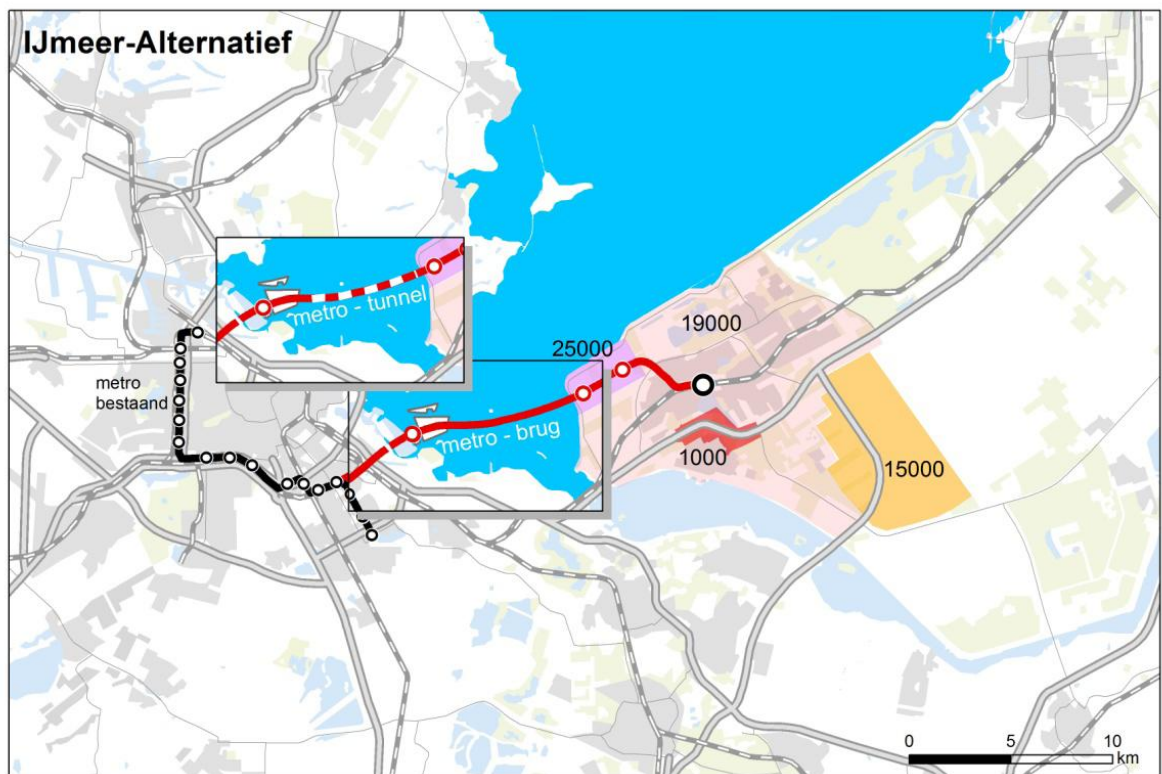 IJmeer-Alternatief
metro - tunnel
19000
25000
metro
bestaand
metro - brug
1000
15000
0 5 10
km